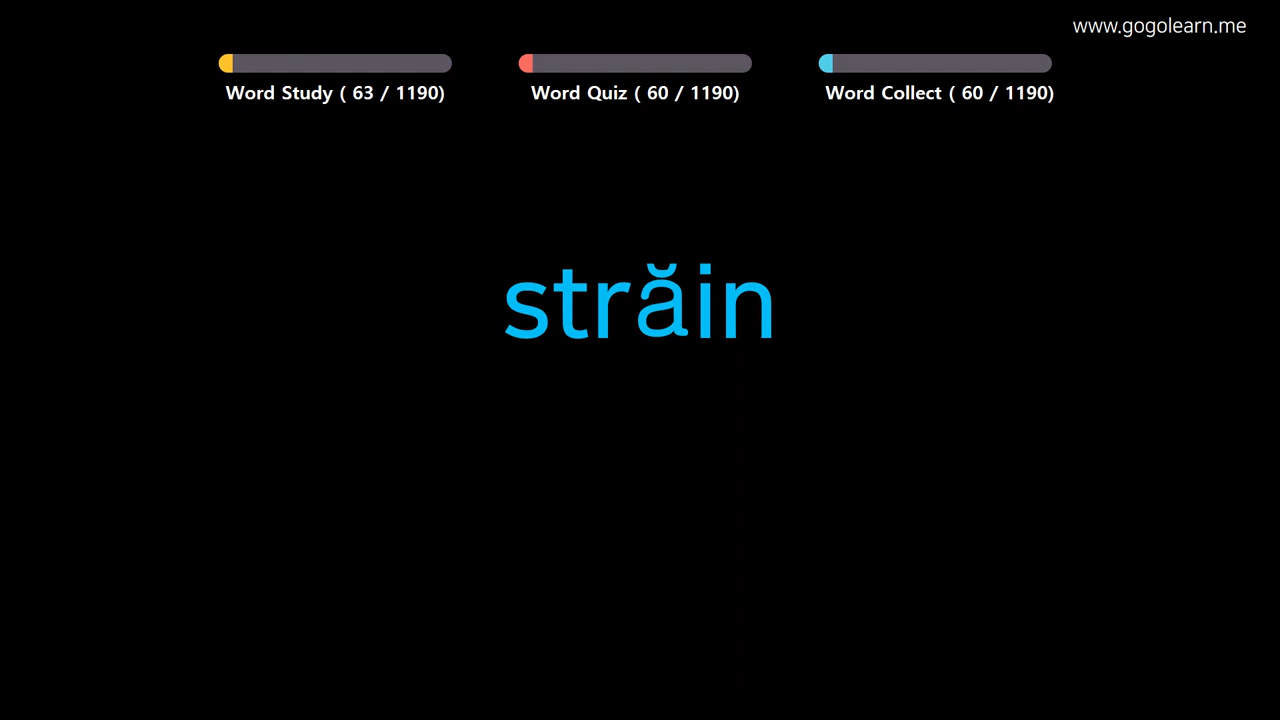 www.gogolearn.me
Word Study ( 63 / 1190)
Word Quiz ( 60 / 1190)
Word Collect ( 60 / 1190)
străin